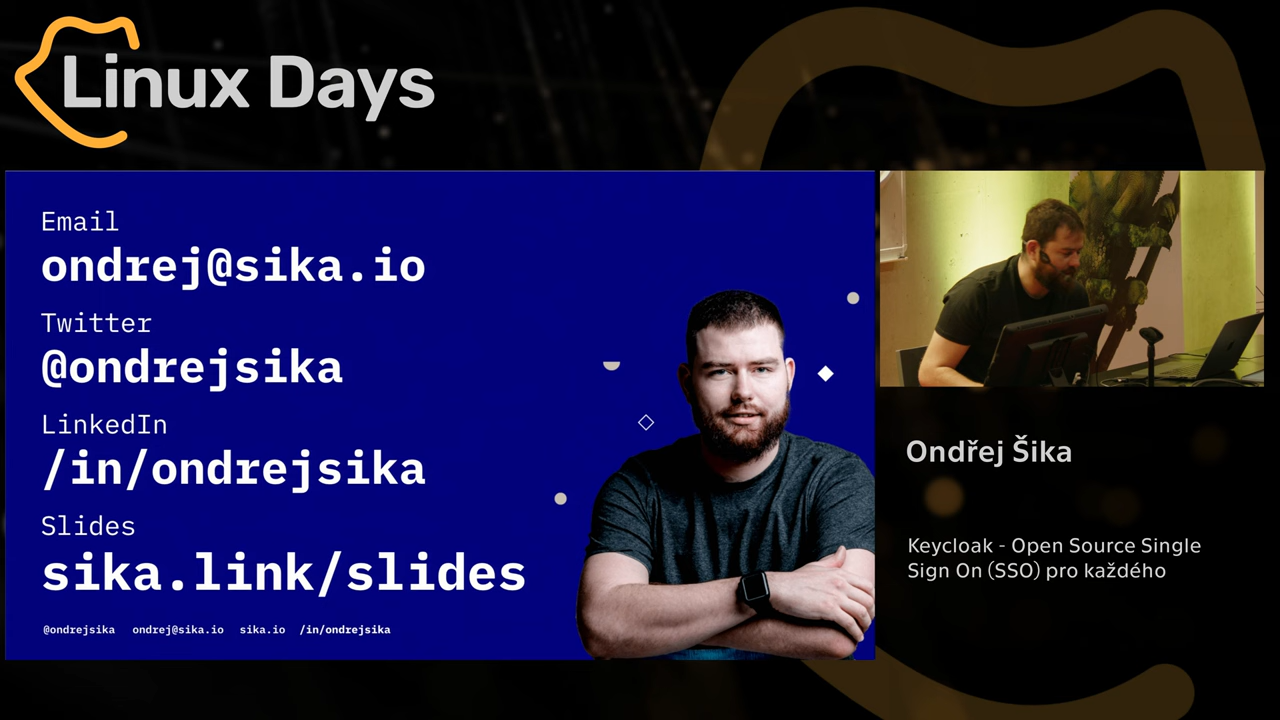 Linux Days
Email
ondrej@sika.io
Twitter
@ondrejsika
LinkedIn
/in/ondrejsika
Slides
sika.link/slides
@ondrejsika ondrej@sika.io sika.io /in/ondrejsika
Ondřej Šika
Keycloak - Open Source Single
Sign On (SSO) pro každého